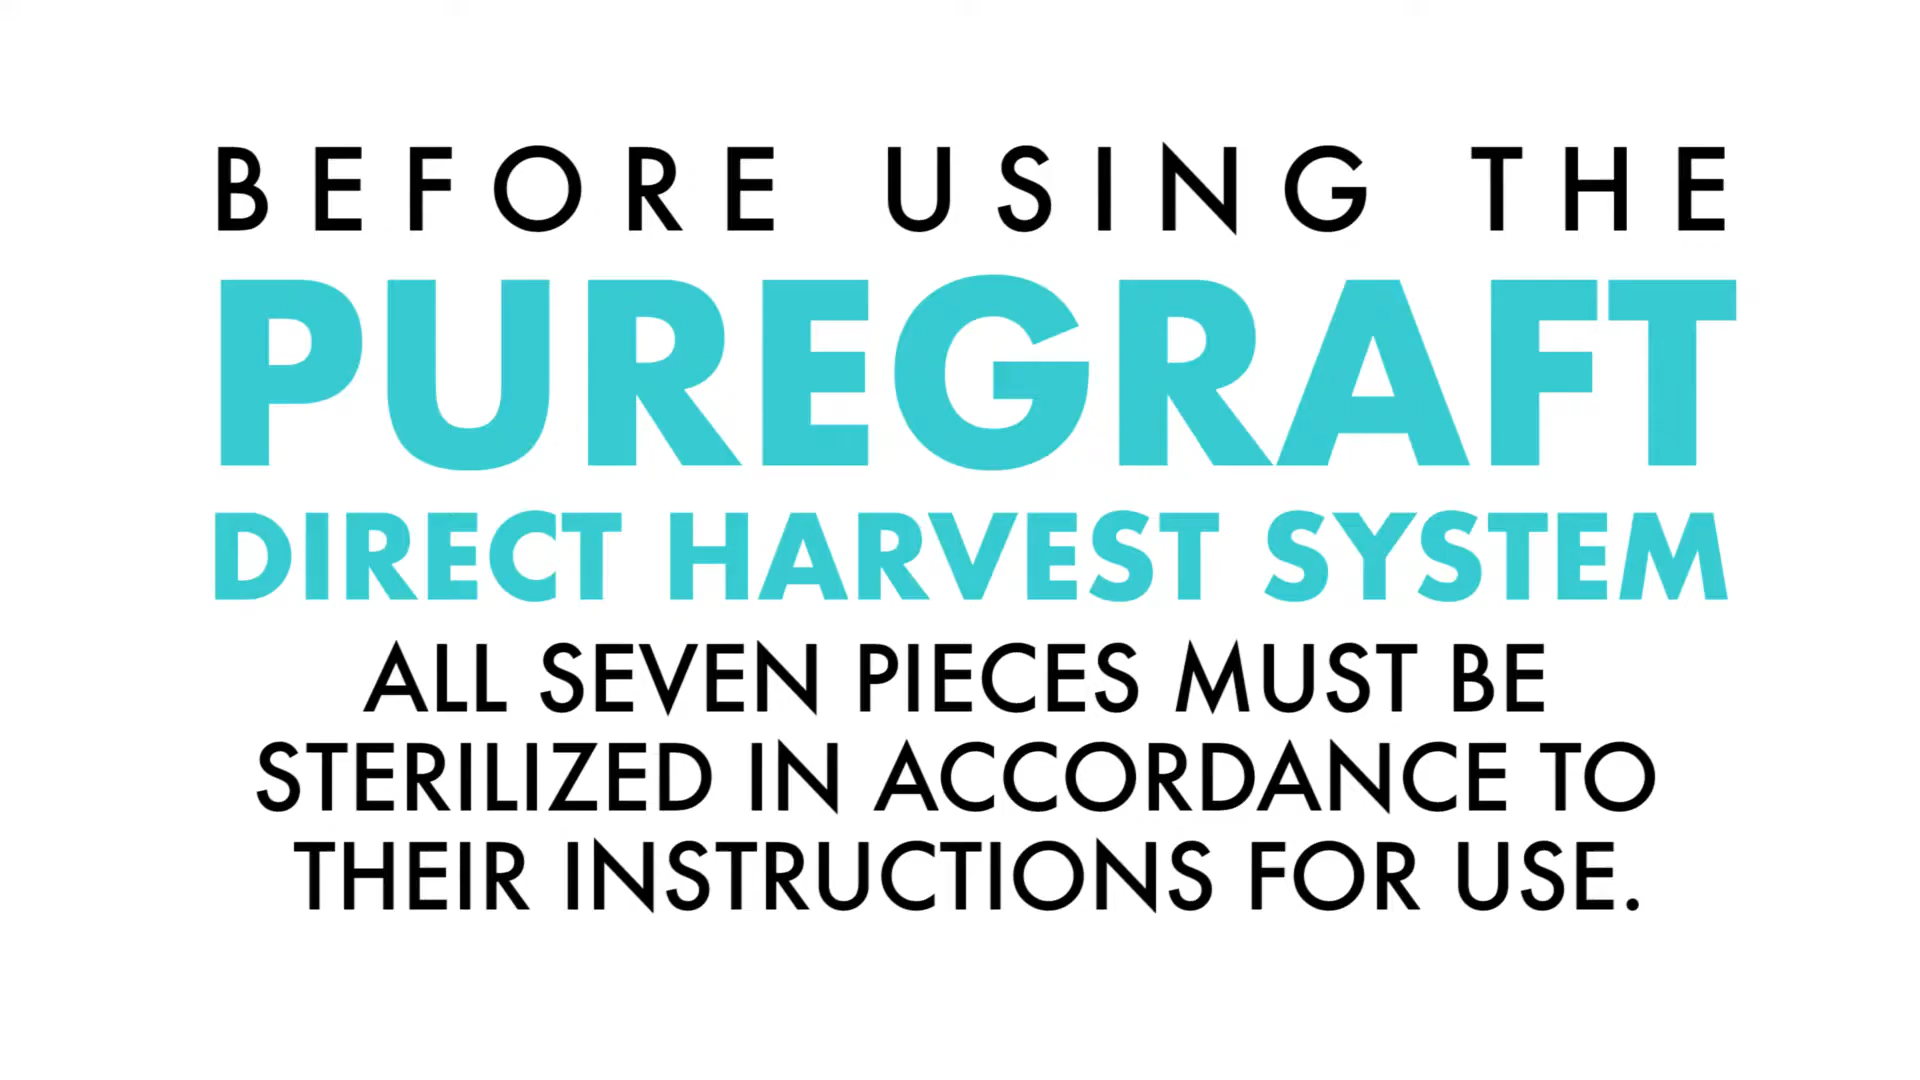 BEFORE USING THE
PUREGRAFT
DIRECT HARVEST SYSTEM
ALL SEVEN PIECES MUST BE
STERILIZED IN ACCORDANCE TO
THEIR INSTRUCTIONS FOR USE.